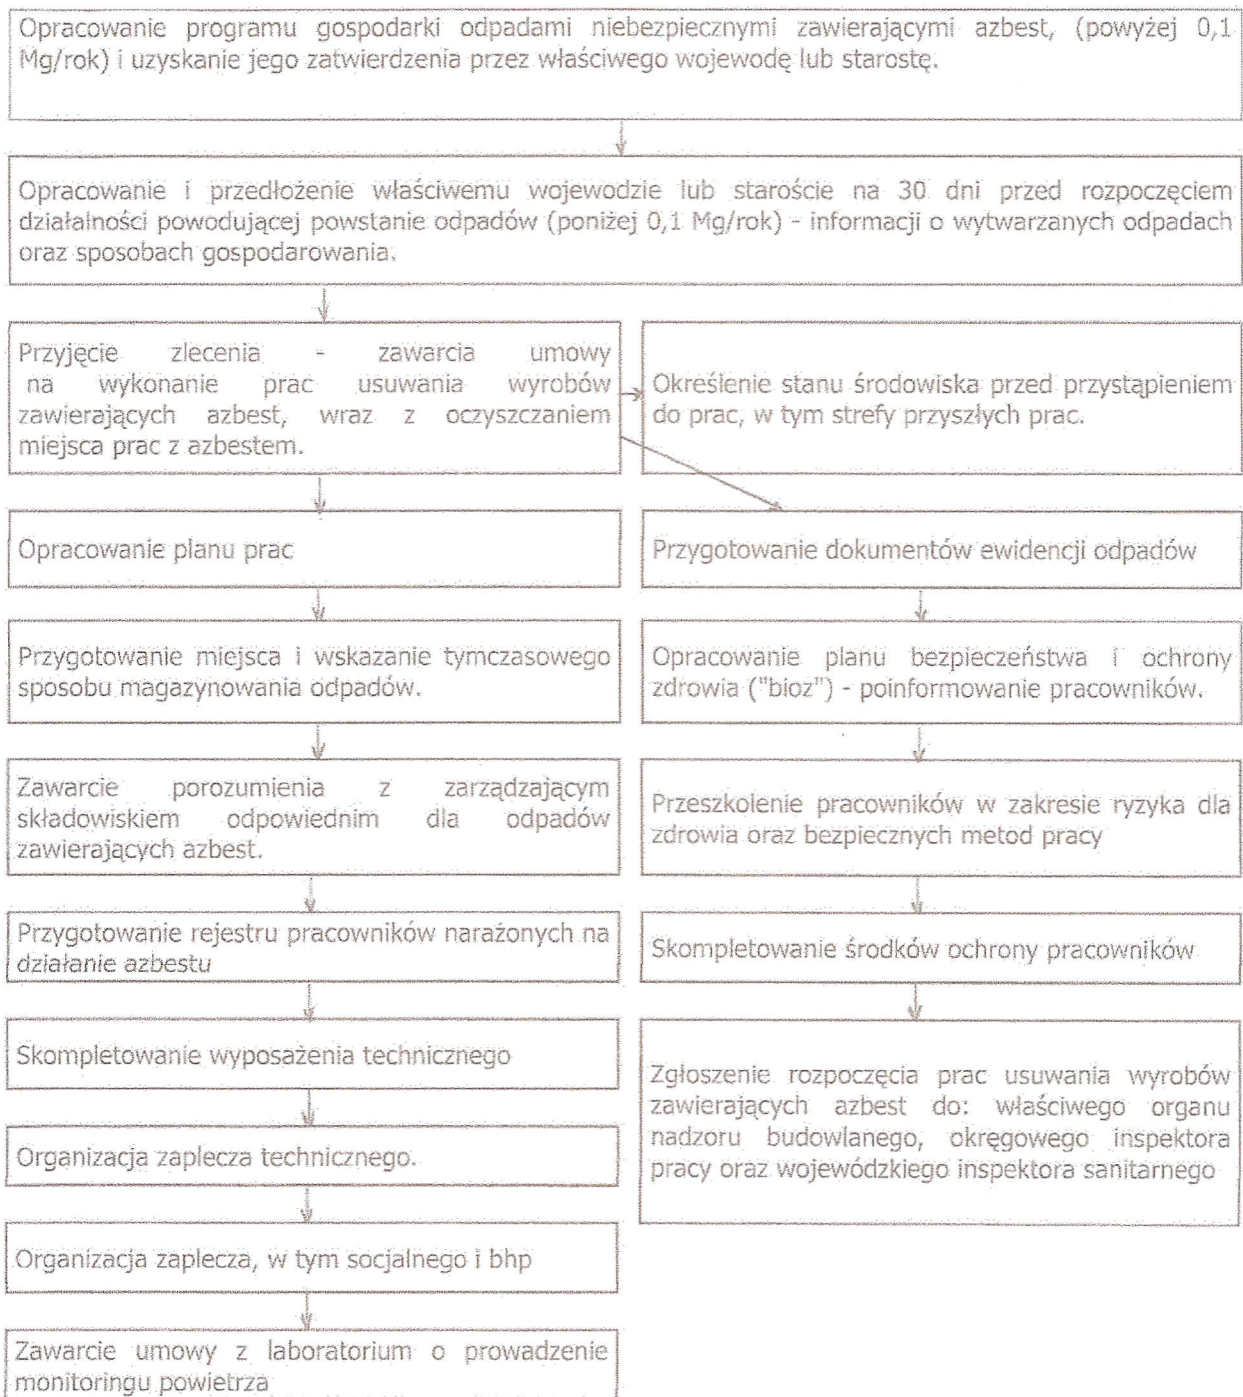 Opracowanie programu gospodarki odpadami niebezpiecznymi zawierającymi azbest, (powyżej 0,1
Mg/rok) i uzyskanie jego zatwierdzenia przez właściwego wojewodę lub starostę.
Opracowanie i przedłożenie właściwemu wojewodzie lub staroście na 30 dni przed rozpoczęciem
działalności powodującej powstanie odpadów (poniżej 0,1 Mg/rok) - informacji o wytwarzanych odpadach
oraz sposobach gospodarowania.
Przyjęcie zlecenia - zawarcia umowy
na wykonanie prac usuwania wyrobów
zawierających azbest, wraz z oczyszczaniem
miejsca prac z azbestem.
Określenie stanu środowiska przed przystąpieniem
do prac, w tym strefy przyszłych prac.
Opracowanie planu prac
Przygotowanie dokumentów ewidencji odpadów
Przygotowanie miejsca i wskazanie tymczasowego
sposobu magazynowania odpadów.
Opracowanie planu bezpieczeństwa i ochrony
zdrowia ("bioz") - poinformowanie pracowników.
Zawarcie porozumienia z zarządzającym
składowiskiem odpowiednim dla odpadów
zawierających azbest.
Przeszkolenie pracowników w zakresie ryzyka dla
zdrowia oraz bezpiecznych metod pracy
Przygotowanie rejestru pracowników narażonych na
działanie azbestu
Skompletowanie środków ochrony pracowników
Skompletowanie wyposażenia technicznego
Zgłoszenie rozpoczęcia prac usuwania wyrobów
zawierających azbest do: właściwego organu
nadzoru budowlanego, okręgowego inspektora
pracy oraz wojewódzkiego inspektora sanitarnego
Organizacja zaplecza technicznego.
Organizacja zaplecza, w tym socjalnego i bhp
Zawarcie umowy z laboratorium o prowadzenie
monitoringu powietrza